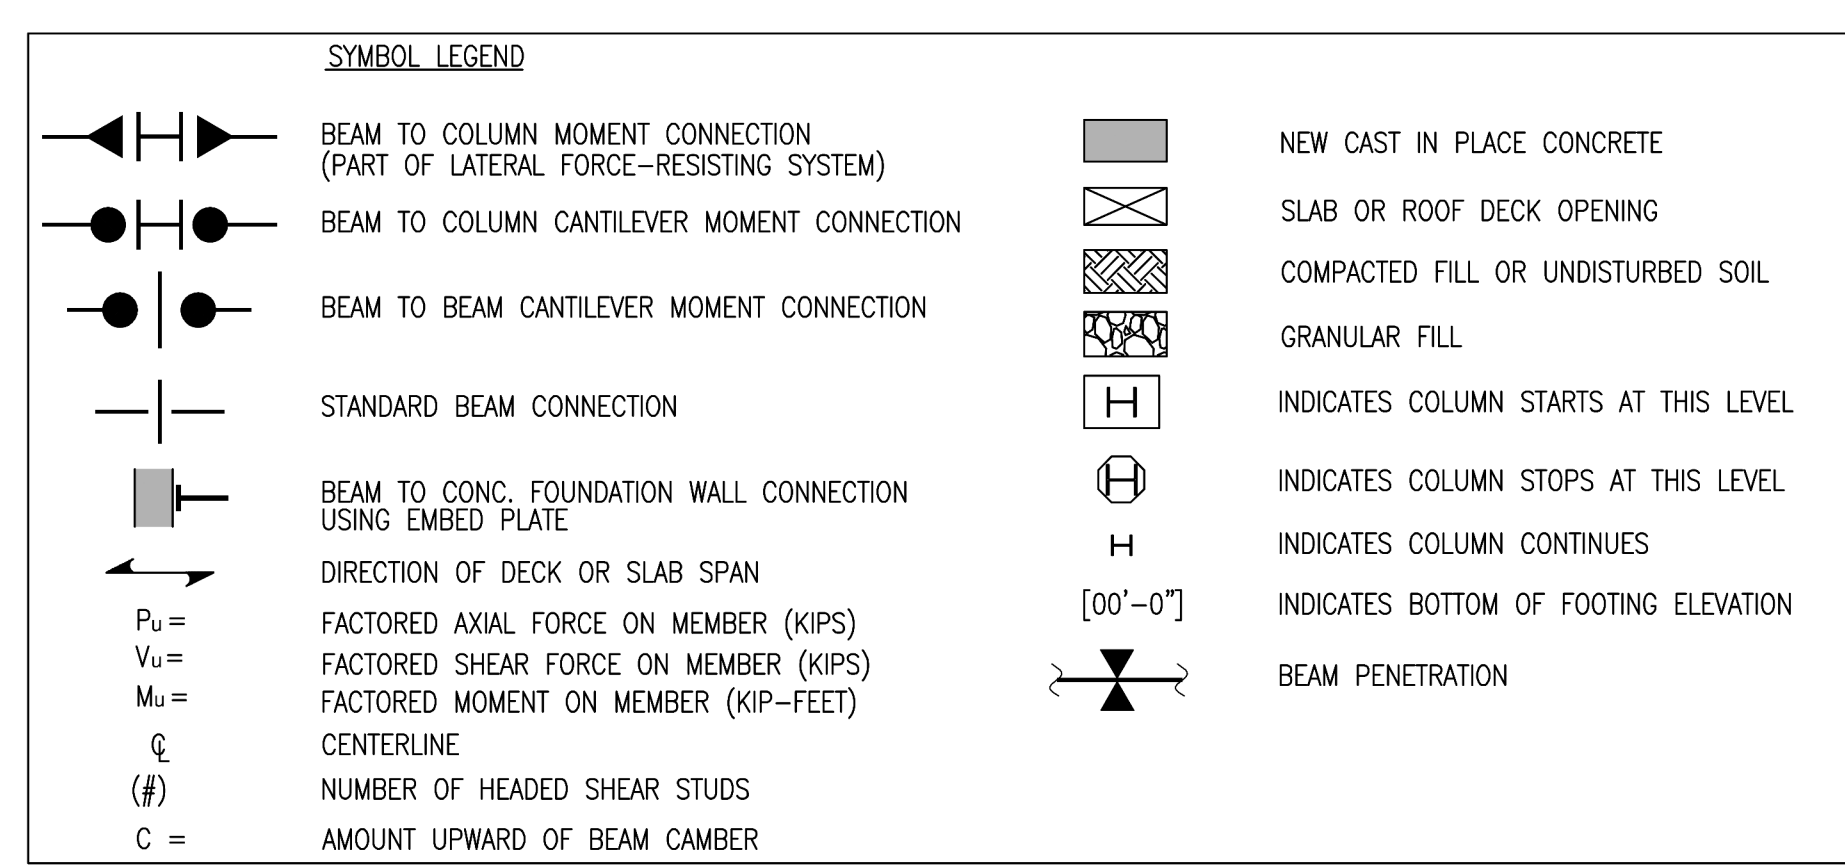 SYMBOL LEGEND
BEAM TO COLUMN MOMENT CONNECTION
(PART OF LATERAL FORCE-RESISTING SYSTEM)
BEAM TO COLUMN CANTILEVER MOMENT CONNECTION
BEAM TO BEAM CANTILEVER MOMENT CONNECTION
STANDARD BEAM CONNECTION
BEAM TO CONC. FOUNDATION WALL CONNECTION
USING EMBED PLATE
DIRECTION OF DECK OR SLAB SPAN
Pu = FACTORED AXIAL FORCE ON MEMBER (KIPS)
Vu = FACTORED SHEAR FORCE ON MEMBER (KIPS)
Mu = FACTORED MOMENT ON MEMBER (KIP-FEET)
℄ CENTERLINE
(#) NUMBER OF HEADED SHEAR STUDS
C = AMOUNT UPWARD OF BEAM CAMBER
NEW CAST IN PLACE CONCRETE
SLAB OR ROOF DECK OPENING
COMPACTED FILL OR UNDISTURBED SOIL
GRANULAR FILL
INDICATES COLUMN STARTS AT THIS LEVEL
INDICATES COLUMN STOPS AT THIS LEVEL
INDICATES COLUMN CONTINUES
[00'-0"] INDICATES BOTTOM OF FOOTING ELEVATION
BEAM PENETRATION